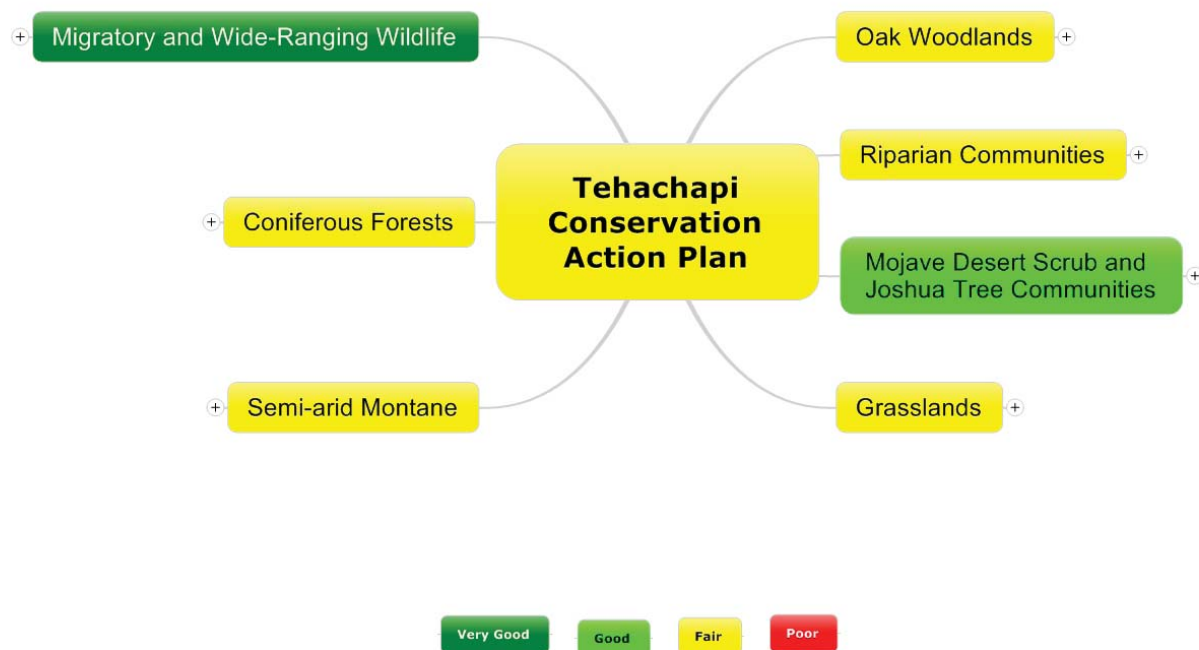 Migratory and Wide-Ranging Wildlife
Oak Woodlands
Riparian Communities
Tehachapi
Conservation
Action Plan
Coniferous Forests
Mojave Desert Scrub and
Joshua Tree Communities
Semi-arid Montane
Grasslands
Very Good
Good
Fair
Poor